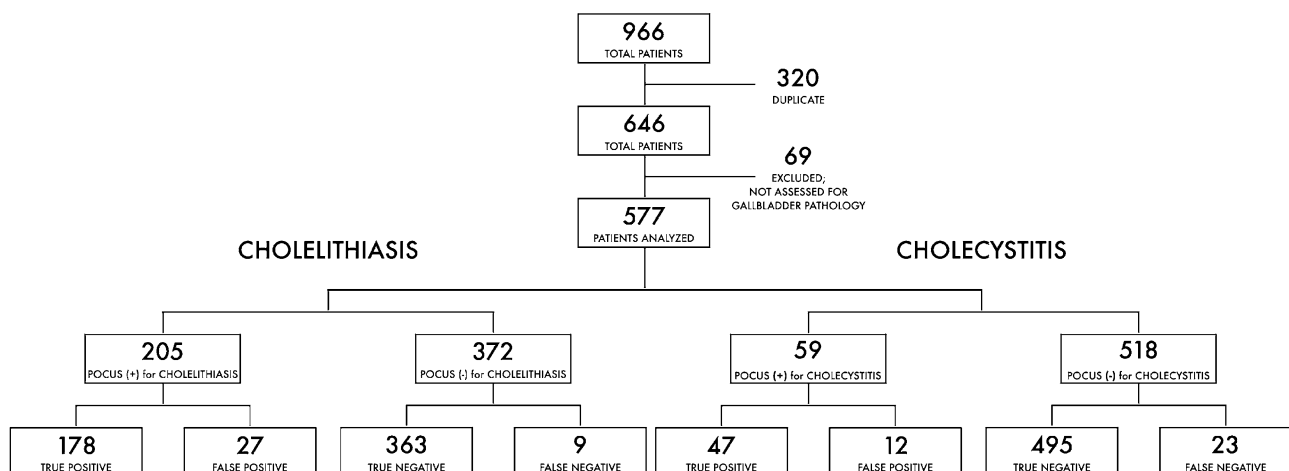 966
TOTAL PATIENTS
320
DUPLICATE
646
TOTAL PATIENTS
69
EXCLUDED;
NOT ASSESSED FOR
GALLBLADDER PATHOLOGY
577
PATIENTS ANALYZED
CHOLELITHIASIS
CHOLECYSTITIS
205
POCUS (+) for CHOLELITHIASIS
372
POCUS (-) for CHOLELITHIASIS
59
POCUS (+) for CHOLECYSTITIS
518
POCUS (-) for CHOLECYSTITIS
178
TRUE POSITIVE
27
FALSE POSITIVE
363
TRUE NEGATIVE
9
FALSE NEGATIVE
47
TRUE POSITIVE
12
FALSE POSITIVE
495
TRUE NEGATIVE
23
FALSE NEGATIVE